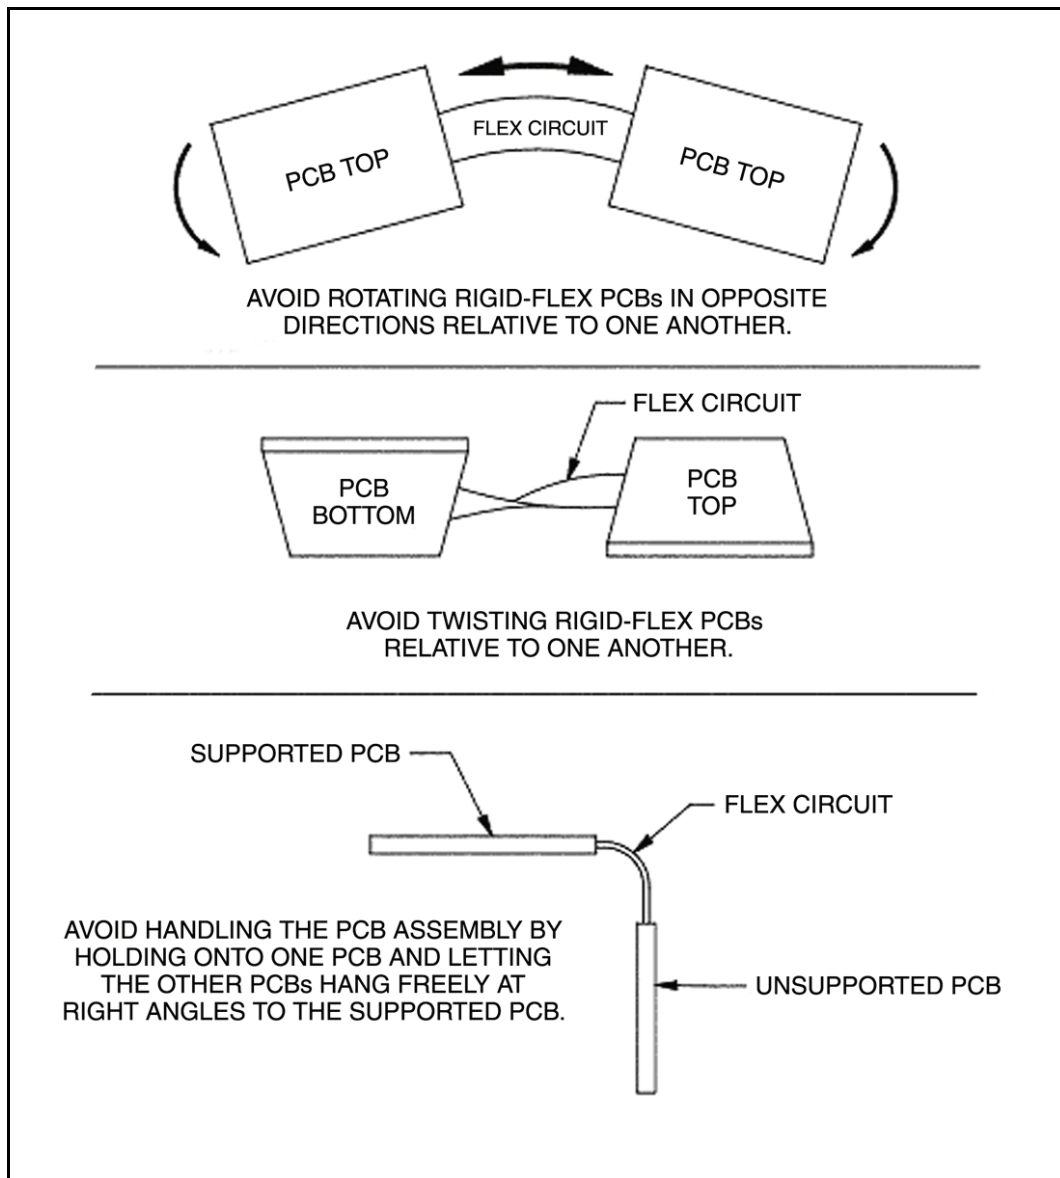 FLEX CIRCUIT
PCB TOP
PCB TOP
AVOID ROTATING RIGID-FLEX PCBs IN OPPOSITE
DIRECTIONS RELATIVE TO ONE ANOTHER.
FLEX CIRCUIT
PCB
BOTTOM
PCB
TOP
AVOID TWISTING RIGID-FLEX PCBs
RELATIVE TO ONE ANOTHER.
SUPPORTED PCB
FLEX CIRCUIT
AVOID HANDLING THE PCB ASSEMBLY BY
HOLDING ONTO ONE PCB AND LETTING
THE OTHER PCBs HANG FREELY AT
RIGHT ANGLES TO THE SUPPORTED PCB.
UNSUPPORTED PCB